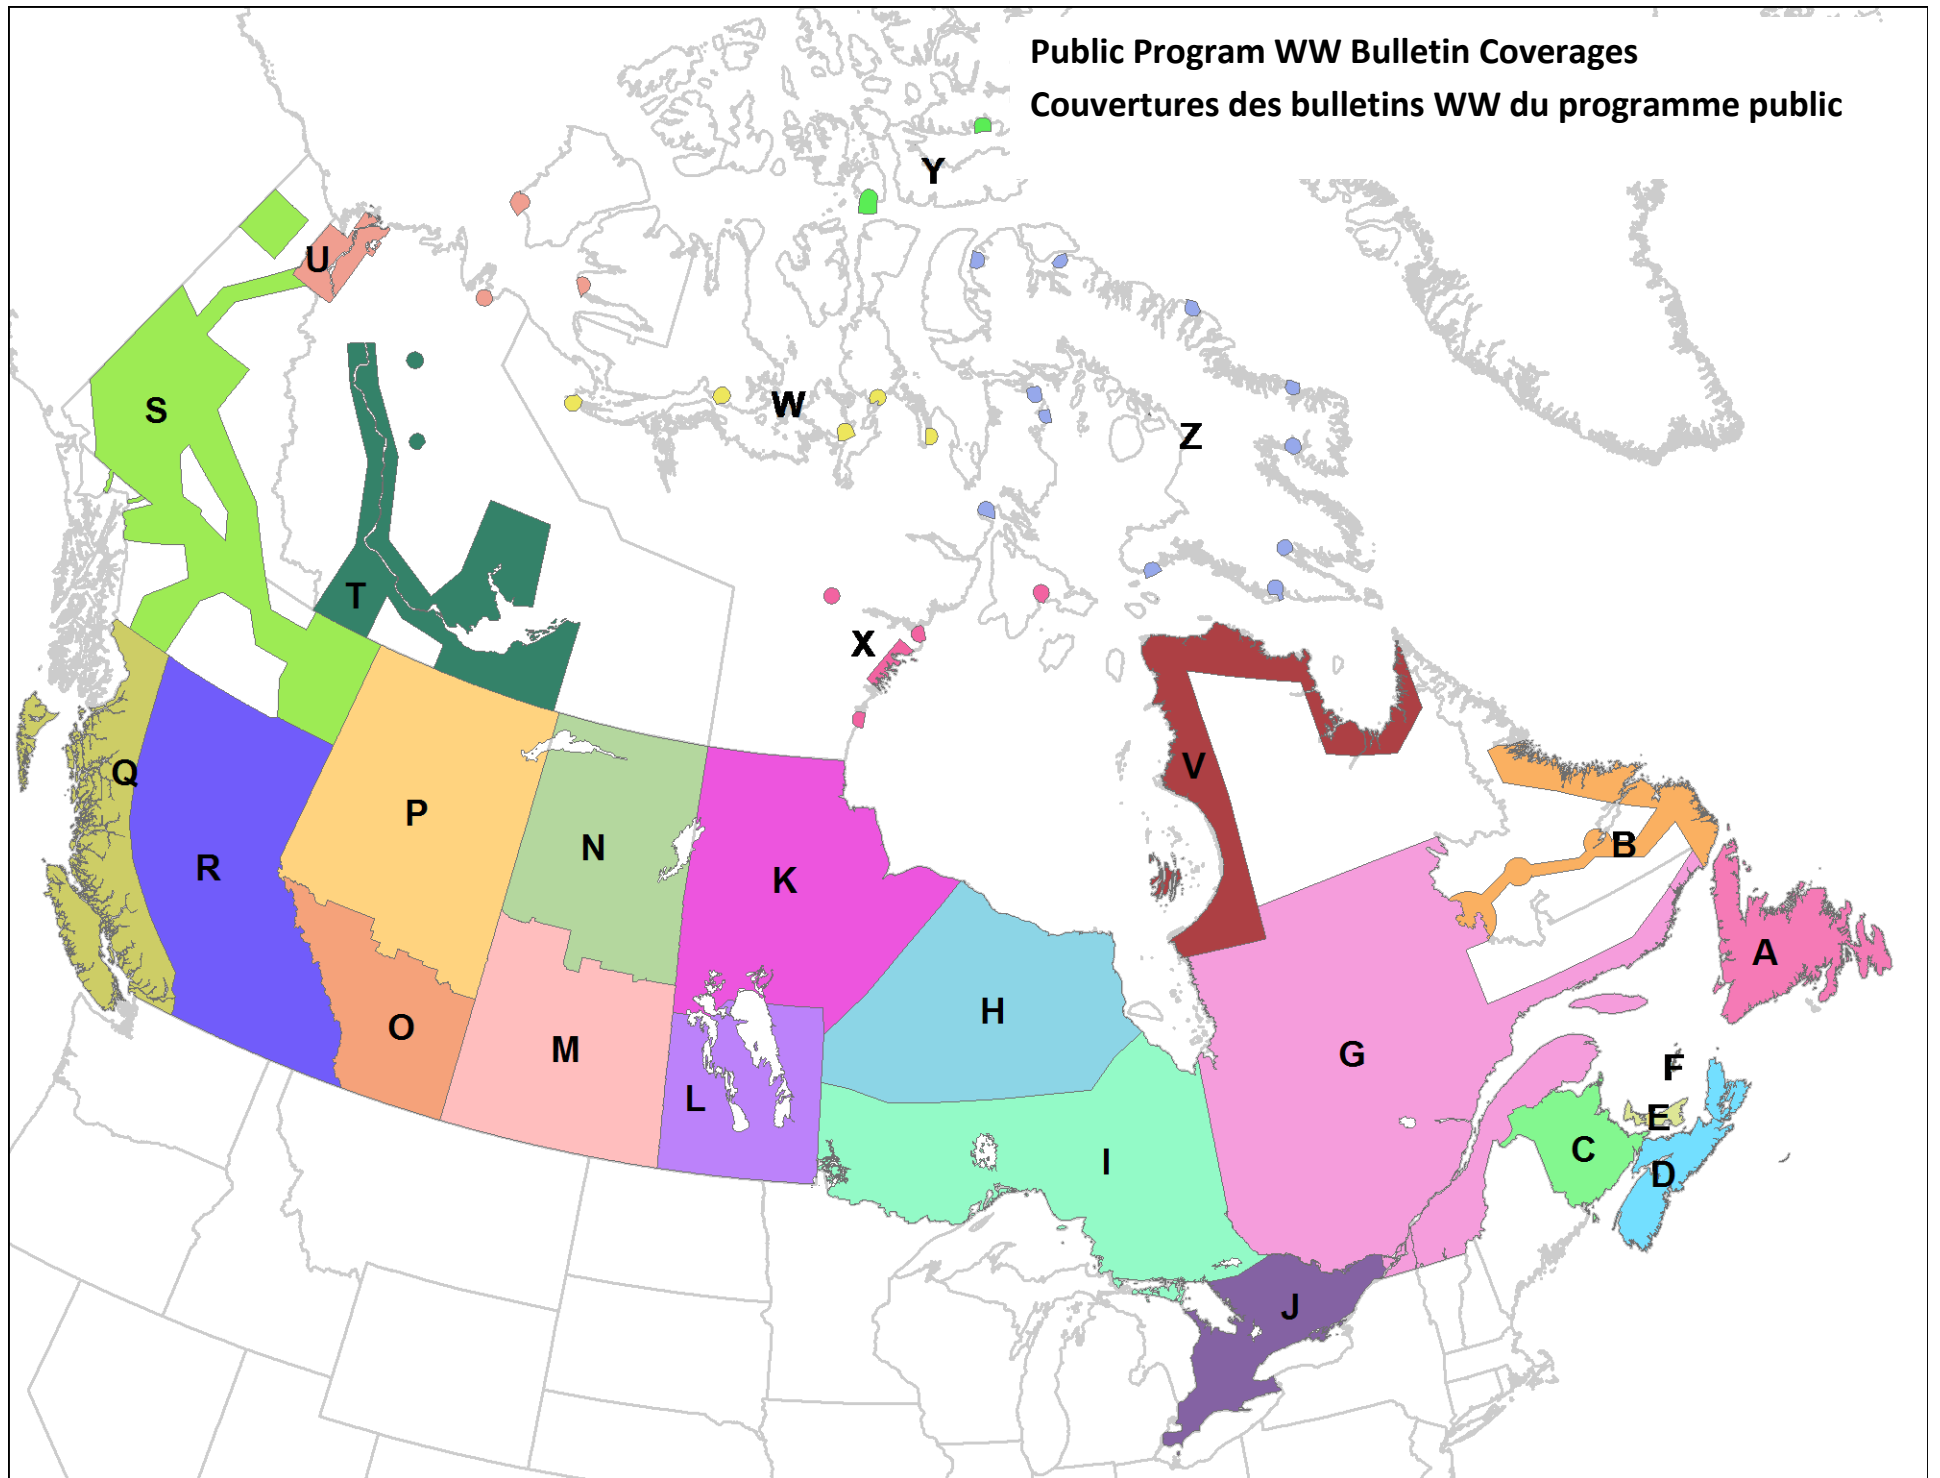 Public Program WW Bulletin Coverages
Couvertures des bulletins WW du programme public
Y
U
S
W
Z
T
X
Q
V
P
B
N
R
K
A
H
O
M
G
F
L
E
C
I
D
J